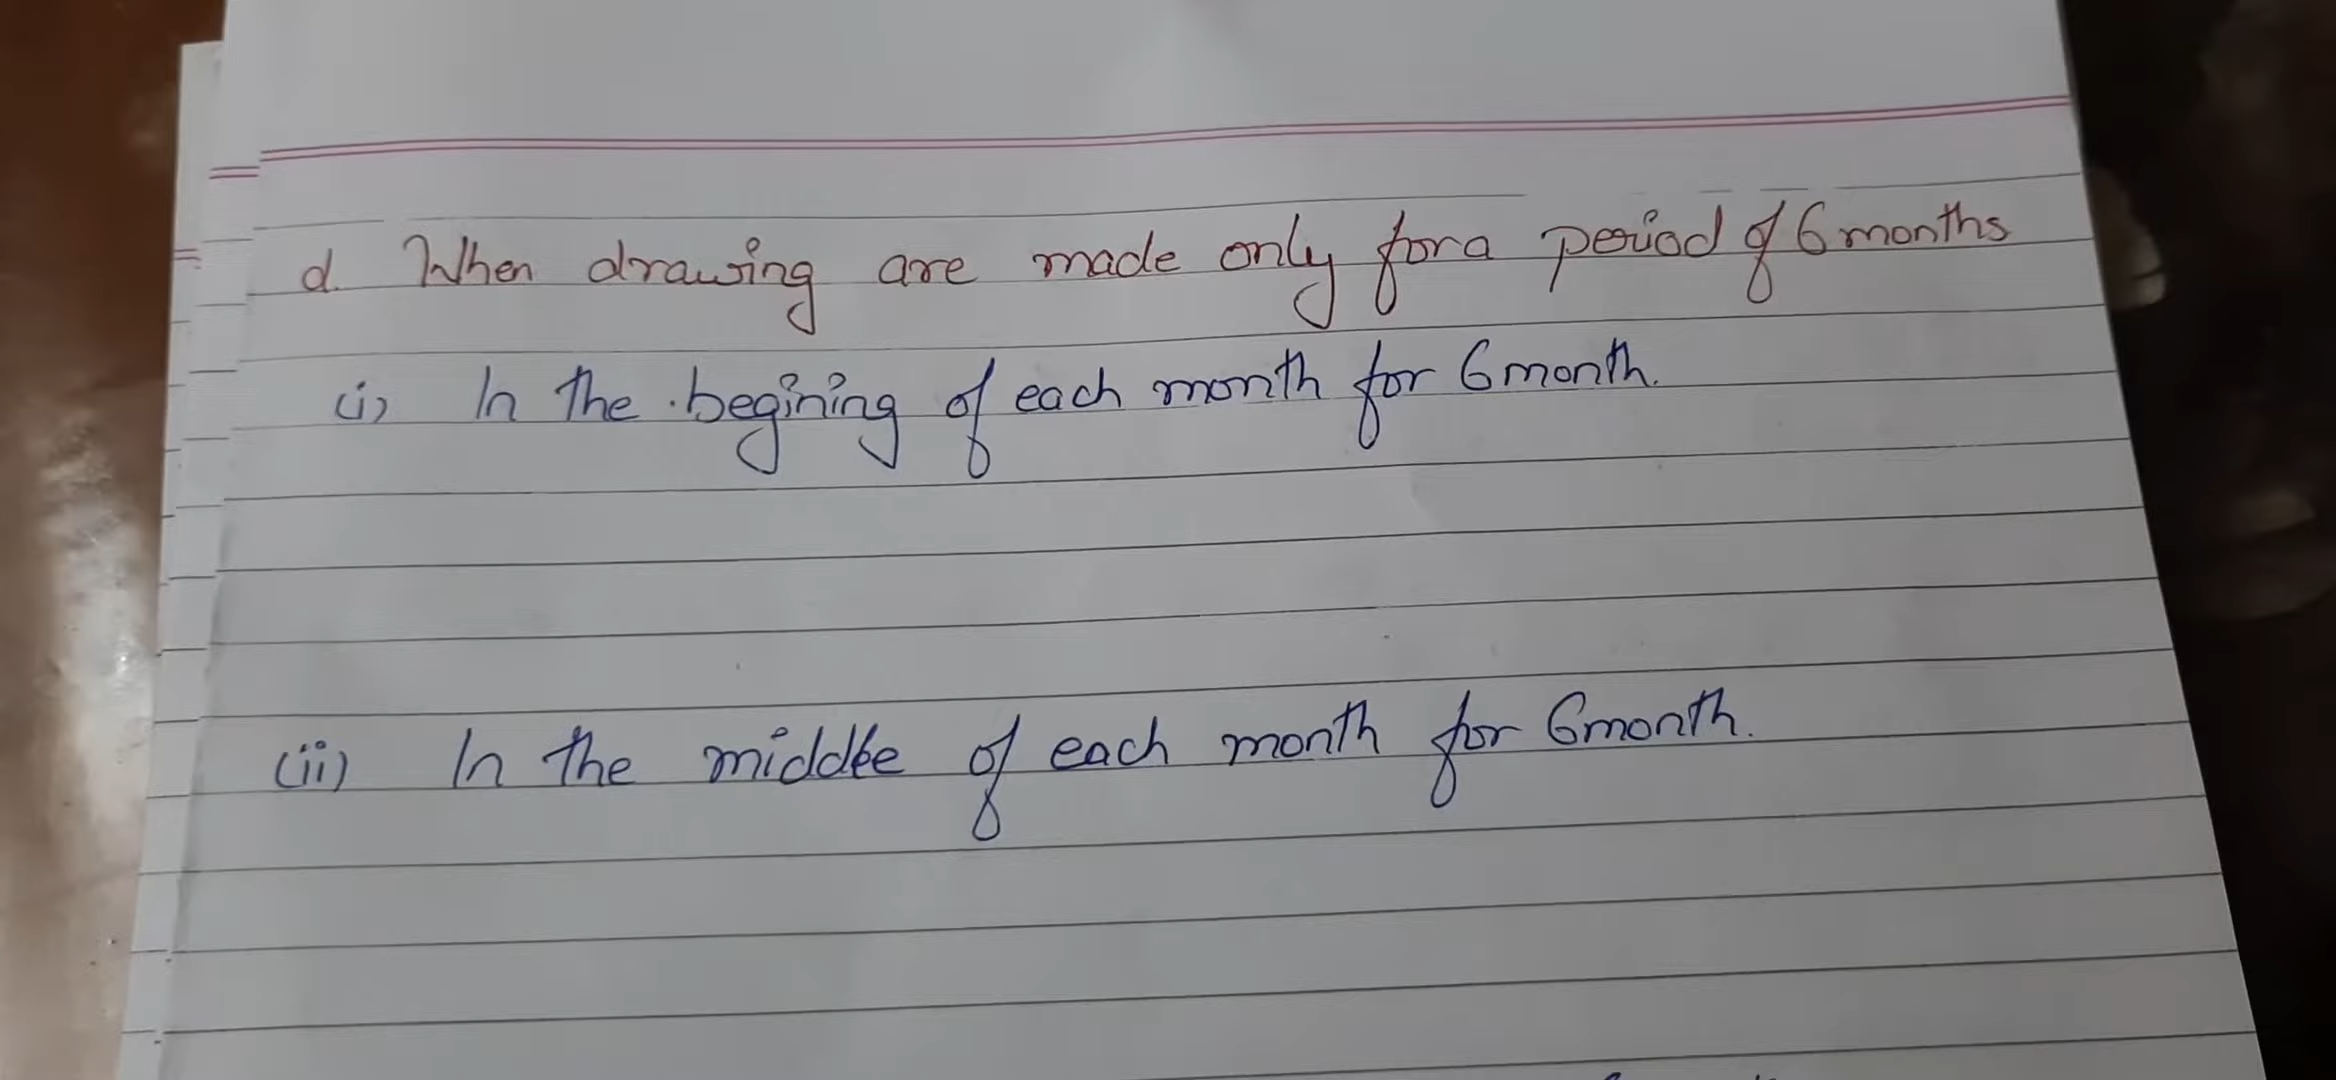 d. When drawing are made only for a period of 6 months
(i) In the begining of each month for 6 month.
(ii) In the middle of each month for 6 month.